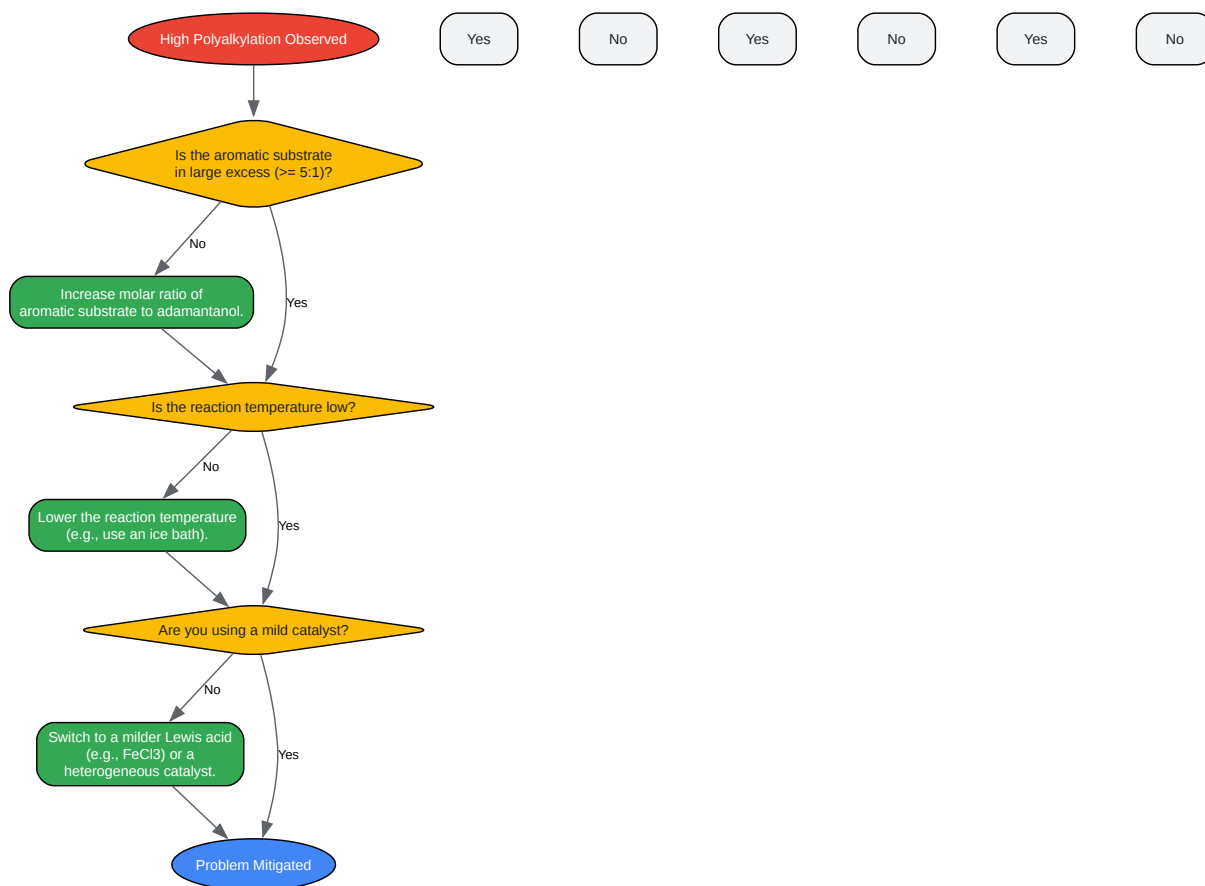 High Polyalkylation Observed
Yes
No
Yes
No
Yes
No
Is the aromatic substrate
in large excess (>= 5:1)?
No
Increase molar ratio of
aromatic substrate to adamantanol.
Yes
Is the reaction temperature low?
No
Lower the reaction temperature
(e.g., use an ice bath).
Yes
Are you using a mild catalyst?
No
Switch to a milder Lewis acid
(e.g., FeCl3) or a
heterogeneous catalyst.
Yes
Problem Mitigated